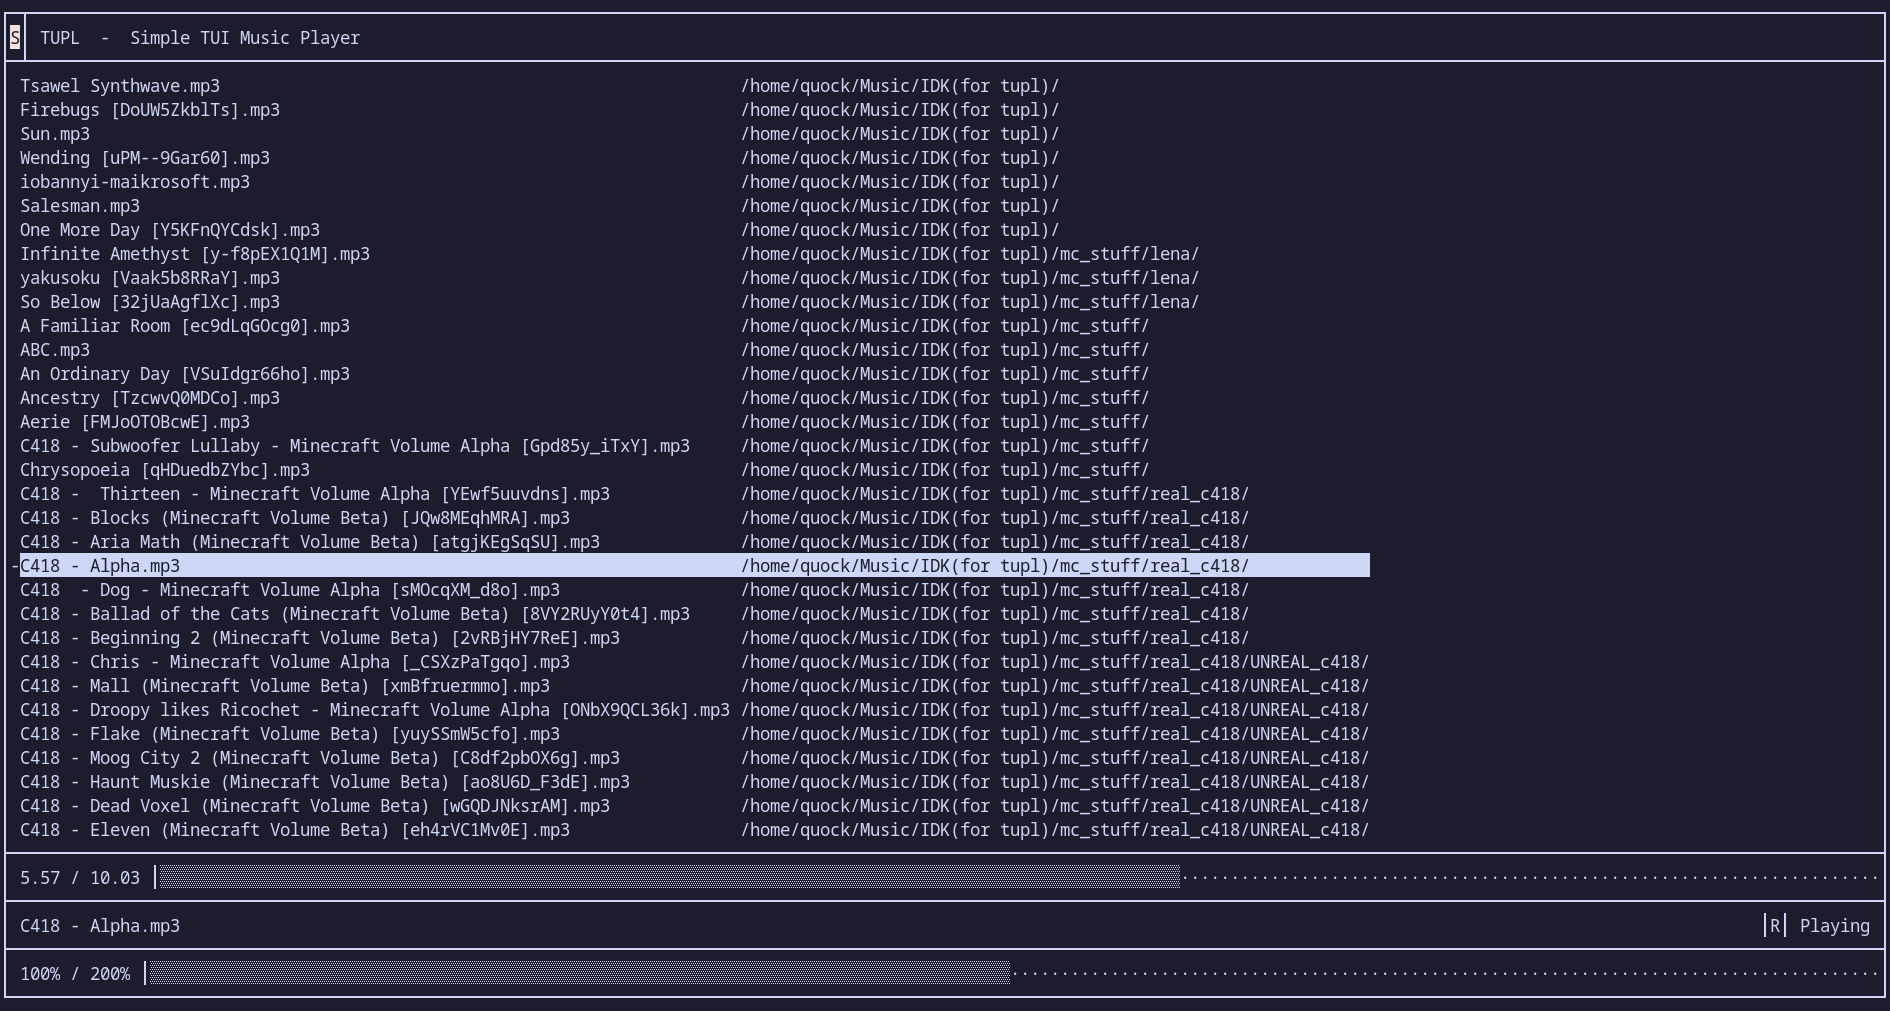 S TUPL  -  Simple TUI Music Player
Tsawel Synthwave.mp3 /home/quock/Music/IDK(for tupl)/
Firebugs [DoUW5ZkblTs].mp3 /home/quock/Music/IDK(for tupl)/
Sun.mp3 /home/quock/Music/IDK(for tupl)/
Wending [uPM--9Gar60].mp3 /home/quock/Music/IDK(for tupl)/
iobannyi-maikrosoft.mp3 /home/quock/Music/IDK(for tupl)/
Salesman.mp3 /home/quock/Music/IDK(for tupl)/
One More Day [Y5KFnQYCdsk].mp3 /home/quock/Music/IDK(for tupl)/
Infinite Amethyst [y-f8pEX1Q1M].mp3 /home/quock/Music/IDK(for tupl)/mc_stuff/lena/
yakusoku [Vaak5b8RRaY].mp3 /home/quock/Music/IDK(for tupl)/mc_stuff/lena/
So Below [32jUaAgflXc].mp3 /home/quock/Music/IDK(for tupl)/mc_stuff/lena/
A Familiar Room [ec9dLqGOcg0].mp3 /home/quock/Music/IDK(for tupl)/mc_stuff/
ABC.mp3 /home/quock/Music/IDK(for tupl)/mc_stuff/
An Ordinary Day [VSuIdgr66ho].mp3 /home/quock/Music/IDK(for tupl)/mc_stuff/
Ancestry [TzcwvQ0MDCo].mp3 /home/quock/Music/IDK(for tupl)/mc_stuff/
Aerie [FMJoOTOBcwE].mp3 /home/quock/Music/IDK(for tupl)/mc_stuff/
C418 - Subwoofer Lullaby - Minecraft Volume Alpha [Gpd85y_iTxY].mp3 /home/quock/Music/IDK(for tupl)/mc_stuff/
Chrysopoeia [qHDuedbZYbc].mp3 /home/quock/Music/IDK(for tupl)/mc_stuff/
C418 -  Thirteen - Minecraft Volume Alpha [YEwf5uuvdns].mp3 /home/quock/Music/IDK(for tupl)/mc_stuff/real_c418/
C418 - Blocks (Minecraft Volume Beta) [JQw8MEqhMRA].mp3 /home/quock/Music/IDK(for tupl)/mc_stuff/real_c418/
C418 - Aria Math (Minecraft Volume Beta) [atgjKEgSqSU].mp3 /home/quock/Music/IDK(for tupl)/mc_stuff/real_c418/
-C418 - Alpha.mp3 /home/quock/Music/IDK(for tupl)/mc_stuff/real_c418/
C418  - Dog - Minecraft Volume Alpha [sMOcqXM_d8o].mp3 /home/quock/Music/IDK(for tupl)/mc_stuff/real_c418/
C418 - Ballad of the Cats (Minecraft Volume Beta) [8VY2RUyY0t4].mp3 /home/quock/Music/IDK(for tupl)/mc_stuff/real_c418/
C418 - Beginning 2 (Minecraft Volume Beta) [2vRBjHY7ReE].mp3 /home/quock/Music/IDK(for tupl)/mc_stuff/real_c418/
C418 - Chris - Minecraft Volume Alpha [_CSXzPaTgqo].mp3 /home/quock/Music/IDK(for tupl)/mc_stuff/real_c418/UNREAL_c418/
C418 - Mall (Minecraft Volume Beta) [xmBfruermmo].mp3 /home/quock/Music/IDK(for tupl)/mc_stuff/real_c418/UNREAL_c418/
C418 - Droopy likes Ricochet - Minecraft Volume Alpha [ONbX9QCL36k].mp3 /home/quock/Music/IDK(for tupl)/mc_stuff/real_c418/UNREAL_c418/
C418 - Flake (Minecraft Volume Beta) [yuySSmW5cfo].mp3 /home/quock/Music/IDK(for tupl)/mc_stuff/real_c418/UNREAL_c418/
C418 - Moog City 2 (Minecraft Volume Beta) [C8df2pbOX6g].mp3 /home/quock/Music/IDK(for tupl)/mc_stuff/real_c418/UNREAL_c418/
C418 - Haunt Muskie (Minecraft Volume Beta) [ao8U6D_F3dE].mp3 /home/quock/Music/IDK(for tupl)/mc_stuff/real_c418/UNREAL_c418/
C418 - Dead Voxel (Minecraft Volume Beta) [wGQDJNksrAM].mp3 /home/quock/Music/IDK(for tupl)/mc_stuff/real_c418/UNREAL_c418/
C418 - Eleven (Minecraft Volume Beta) [eh4rVC1Mv0E].mp3 /home/quock/Music/IDK(for tupl)/mc_stuff/real_c418/UNREAL_c418/
5.57 / 10.03
C418 - Alpha.mp3 |R| Playing
100% / 200%